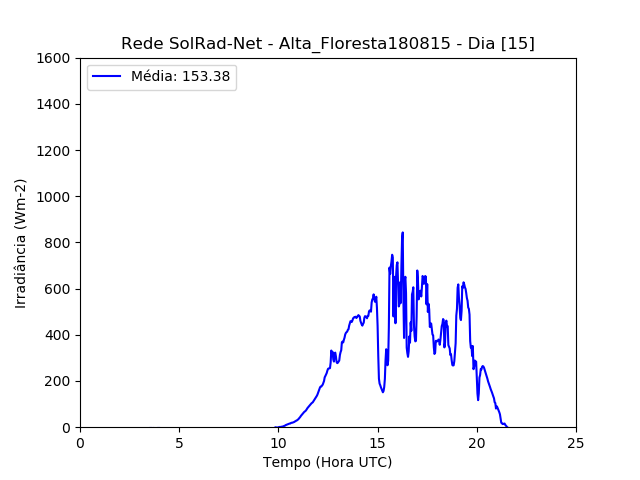 Rede SolRad-Net - Alta_Floresta180815 - Dia [15]
Média: 153.38
1600
1400
1200
1000
800
600
400
200
0
Irradiância (Wm-2)
0 5 10 15 20 25
Tempo (Hora UTC)